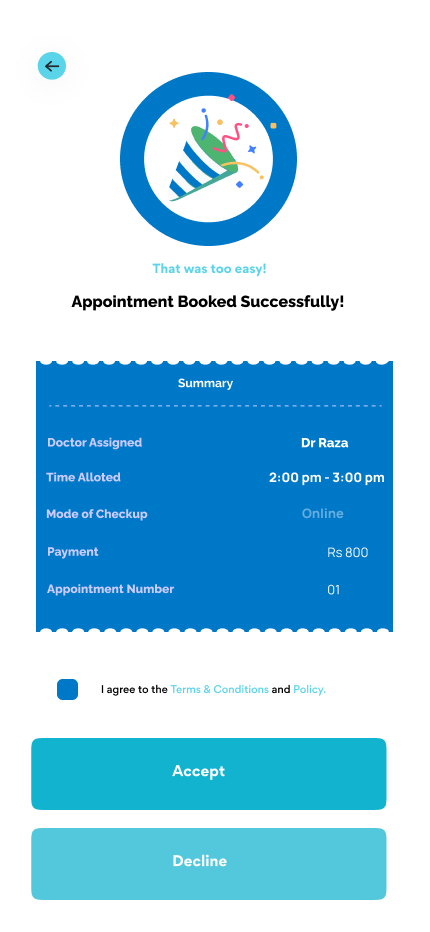 That was too easy!
Appointment Booked Successfully!
Summary
Doctor Assigned Dr Raza
Time Alloted 2:00 pm - 3:00 pm
Mode of Checkup Online
Payment Rs 800
Appointment Number 01
I agree to the Terms & Conditions and Policy.
Accept
Decline